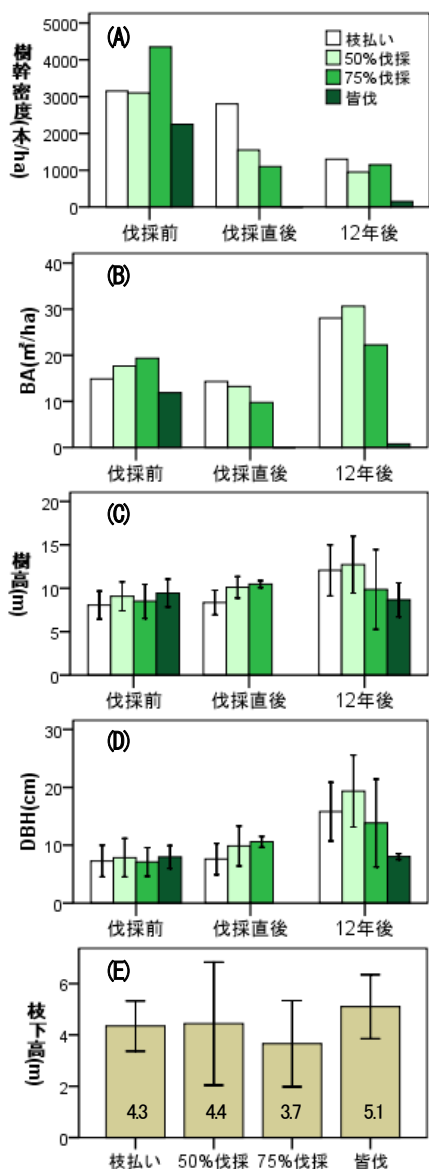 (A)
樹幹密度(本/ha)
5000
4000
3000
2000
1000
0
枝払い
50%伐採
75%伐採
皆伐
伐採前 伐採直後 12年後
(B)
BA(㎡/ha)
40
30
20
10
0
伐採前 伐採直後 12年後
(C)
樹高(m)
20
15
10
5
0
伐採前 伐採直後 12年後
(D)
DBH(cm)
30
20
10
0
伐採前 伐採直後 12年後
(E)
枝下高(m)
6
4
2
0
4.3 4.4 3.7 5.1
枝払い 50%伐採 75%伐採 皆伐